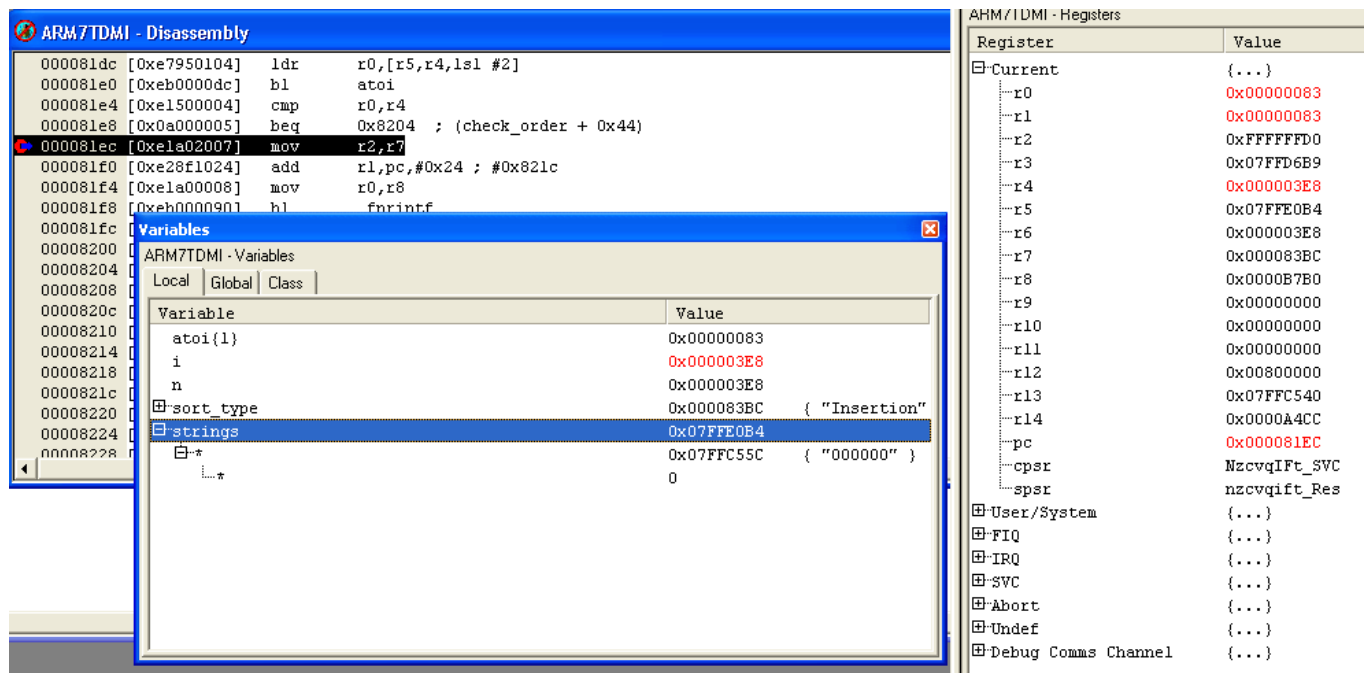 ARM7TDMI - Disassembly
000081dc [0xe7950104] ldr r0,[r5,r4,lsl #2]
000081e0 [0xeb0000dc] bl atoi
000081e4 [0xe1500004] cmp r0,r4
000081e8 [0x0a000005] beq 0x8204 ; (check_order + 0x44)
000081ec [0xe1a02007] mov r2,r7
000081f0 [0xe28f1024] add r1,pc,#0x24 ; #0x821c
000081f4 [0xe1a00008] mov r0,r8
000081f8 [0xeb000090] bl _fprintf
000081fc [
00008200 [
00008204 [
00008208 [
0000820c [
00008210 [
00008214 [
00008218 [
0000821c [
00008220 [
00008224 [
00008228 [
Variables
ARM7TDMI - Variables
Local Global Class
Variable Value
atoi{1} 0x00000083
i 0x000003E8
n 0x000003E8
sort_type 0x000083BC { "Insertion"
strings 0x07FFE0B4
* 0x07FFC55C { "000000" }
* 0
ARM7TDMI - Registers
Register Value
Current {...}
r0 0x00000083
r1 0x00000083
r2 0xFFFFFFD0
r3 0x07FFD6B9
r4 0x000003E8
r5 0x07FFE0B4
r6 0x000003E8
r7 0x000083BC
r8 0x0000B7B0
r9 0x00000000
r10 0x00000000
r11 0x00000000
r12 0x00800000
r13 0x07FFC540
r14 0x0000A4CC
pc 0x000081EC
cpsr NzcvqIFt_SVC
spsr nzcvqift_Res
User/System {...}
FIQ {...}
IRQ {...}
SVC {...}
Abort {...}
Undef {...}
Debug Comms Channel {...}